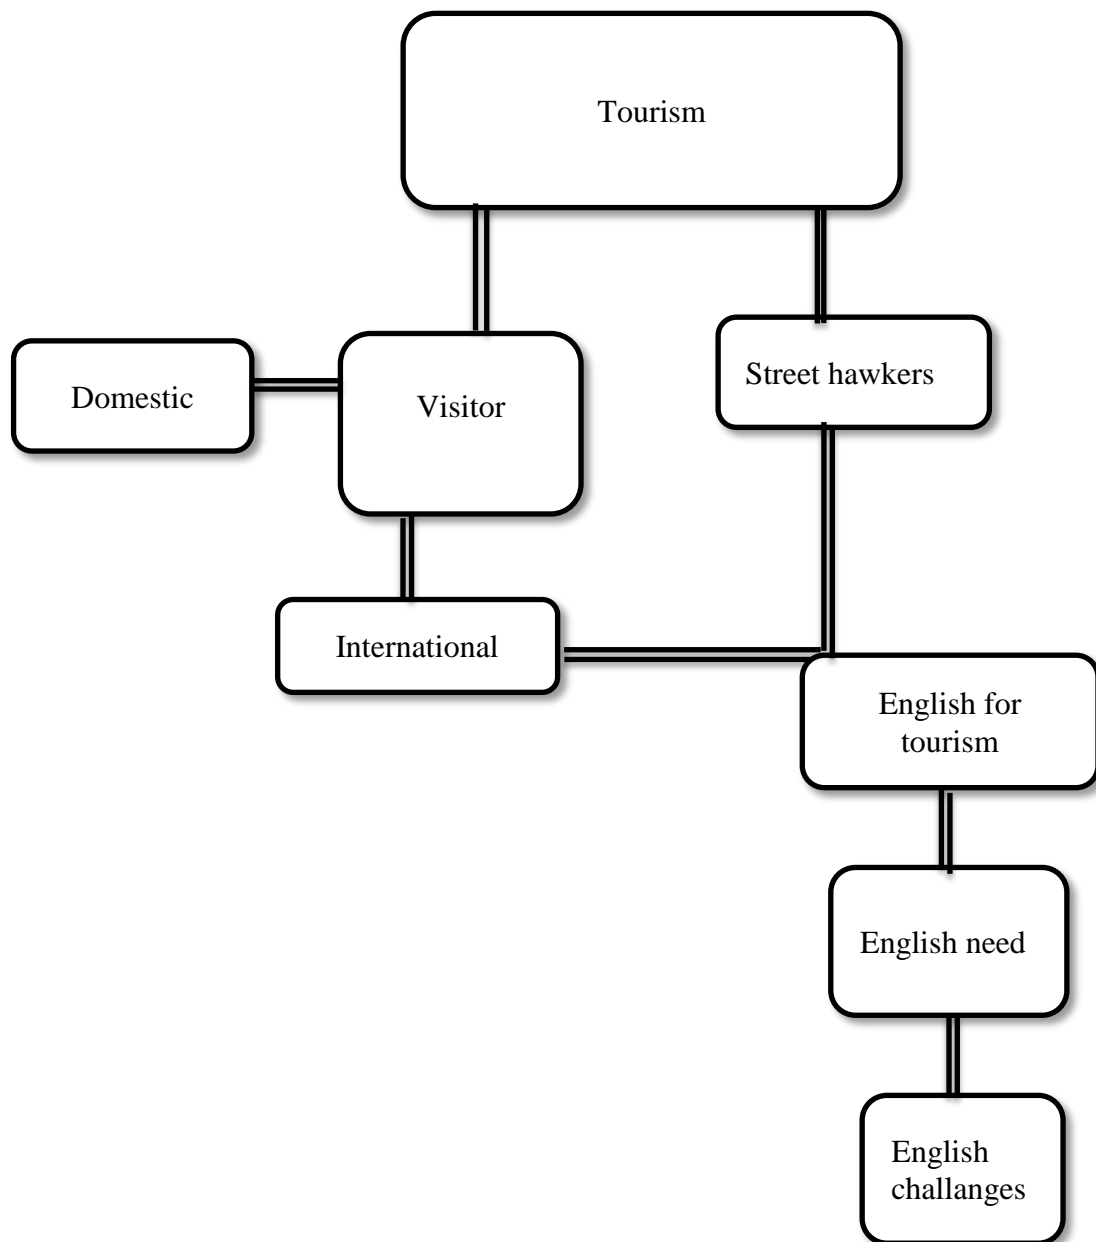 Tourism
Street hawkers
Domestic
Visitor
International
English for
tourism
English need
English
challanges